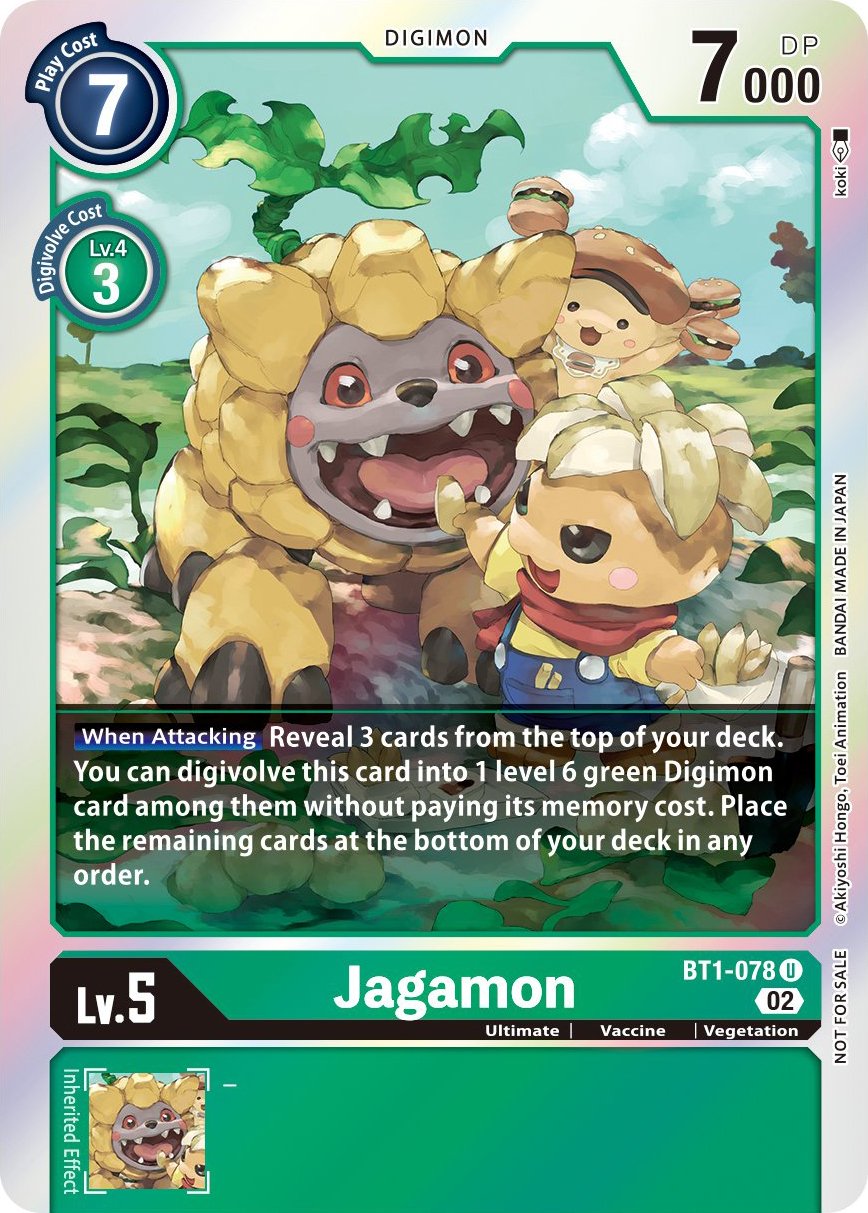 DIGIMON
Play Cost
7
7000
DP
Digivolve Cost
Lv.4
3
koki
BANDAI MADE IN JAPAN
©Akiyoshi Hongo, Toei Animation
NOT FOR SALE
When Attacking Reveal 3 cards from the top of your deck.
You can digivolve this card into 1 level 6 green Digimon
card among them without paying its memory cost. Place
the remaining cards at the bottom of your deck in any
order.
Lv.5
Jagamon
BT1-078 U
02
Ultimate | Vaccine | Vegetation
Inherited Effect
–